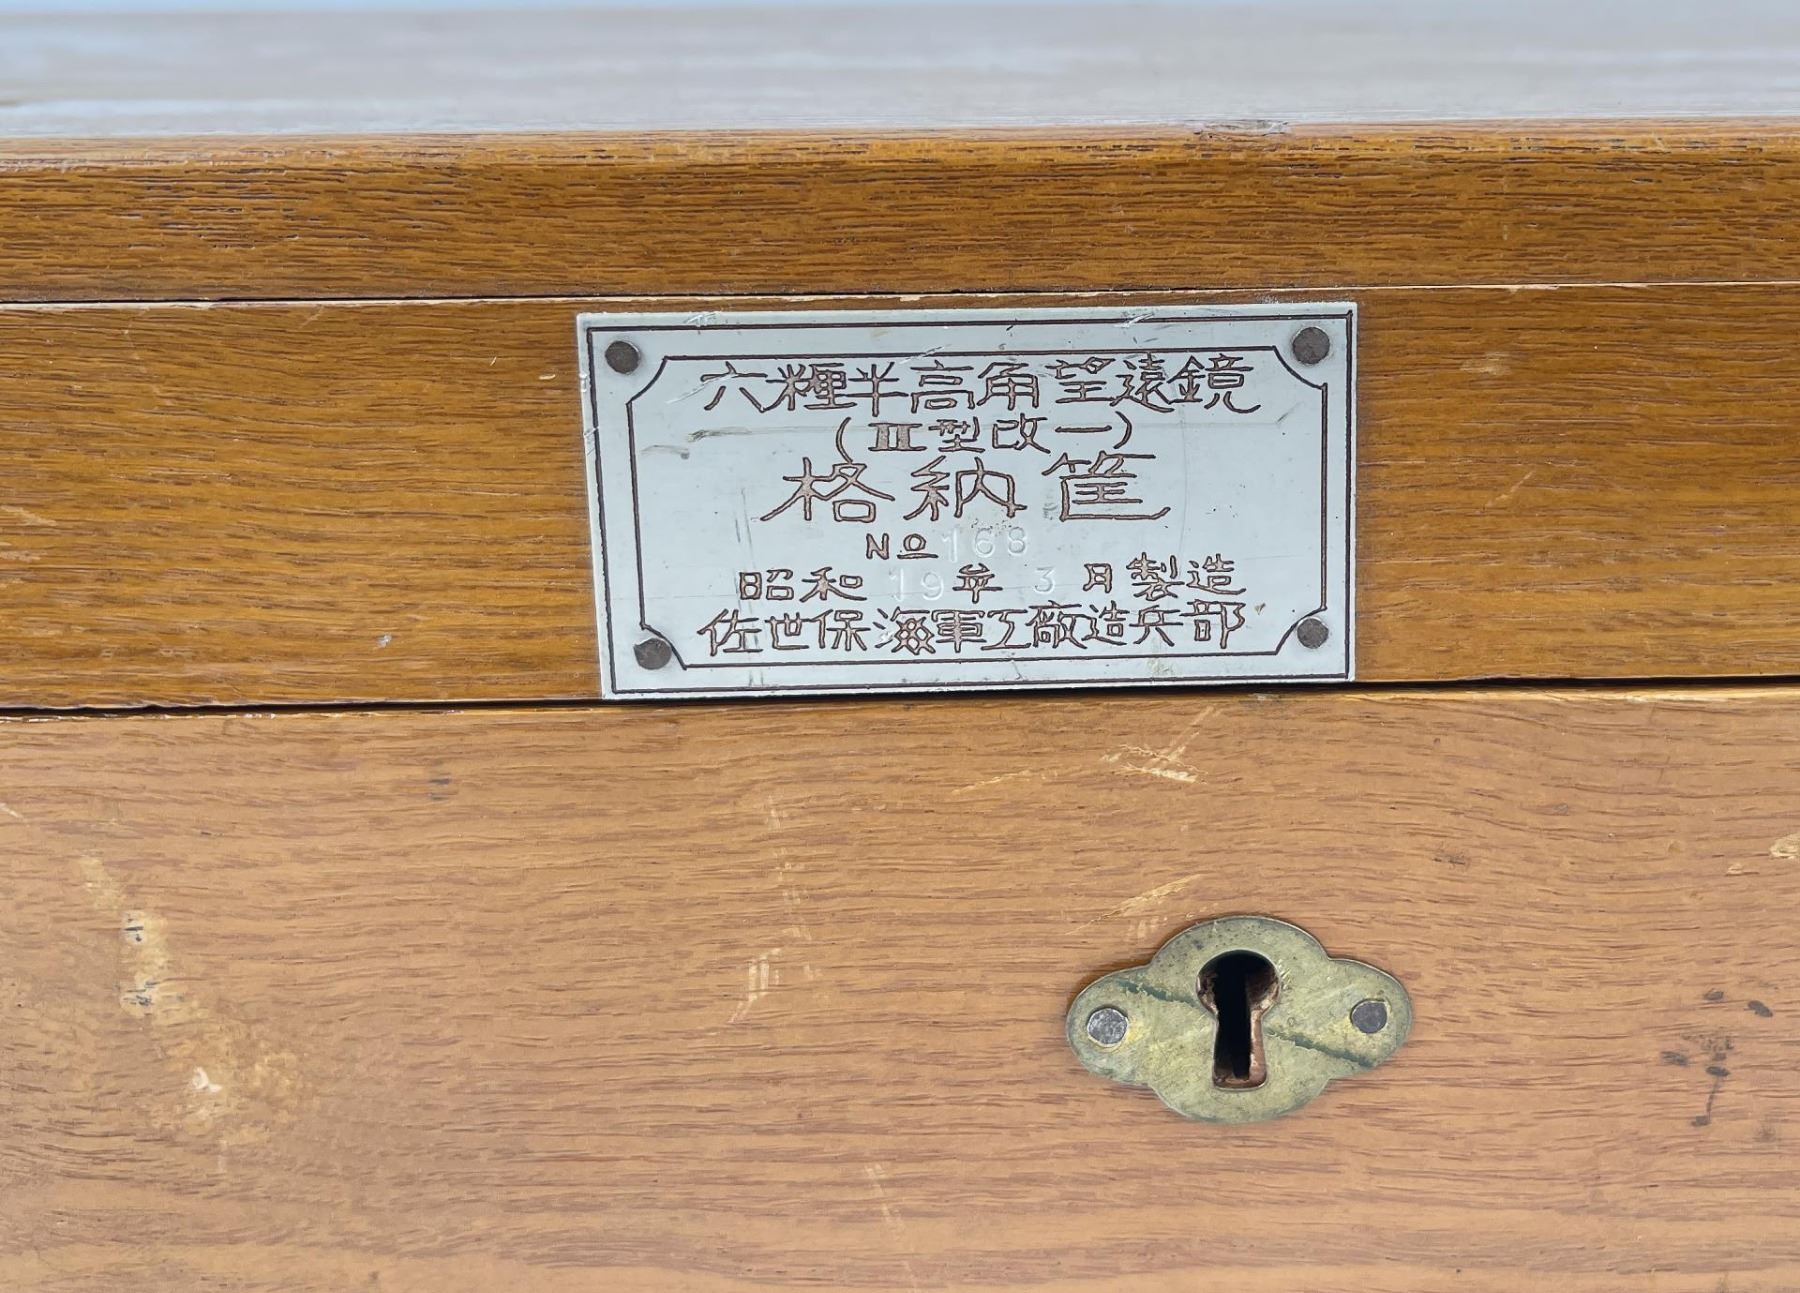 六糎半高角望遠鏡
(Ⅲ型改一)
格納筐
No 168
昭和19年3月製造
佐世保海軍工廠造兵部